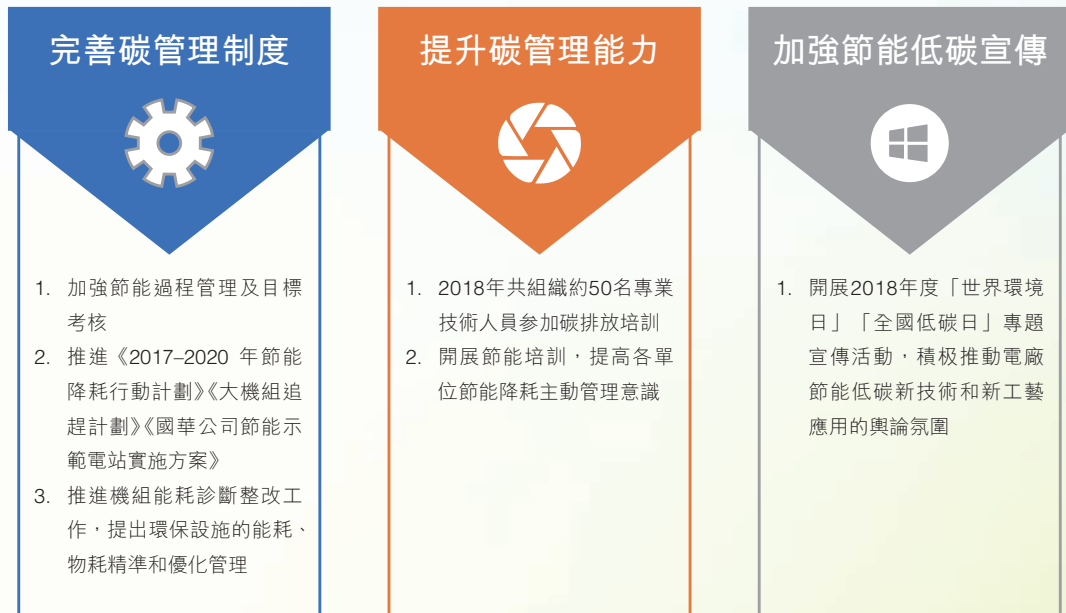 完善碳管理制度
1. 加強節能過程管理及目標
考核
2. 推進《2017–2020 年節能
降耗行動計劃》《大機組追
趕計劃》《國華公司節能示
範電站實施方案》
3. 推進機組能耗診斷整改工
作，提出環保設施的能耗、
物耗精準和優化管理
提升碳管理能力
1. 2018年共組織約50名專業
技術人員參加碳排放培訓
2. 開展節能培訓，提高各單
位節能降耗主動管理意識
加強節能低碳宣傳
1. 開展2018年度「世界環境
日」「全國低碳日」專題
宣傳活動，積极推動電廠
節能低碳新技術和新工藝
應用的輿論氛圍